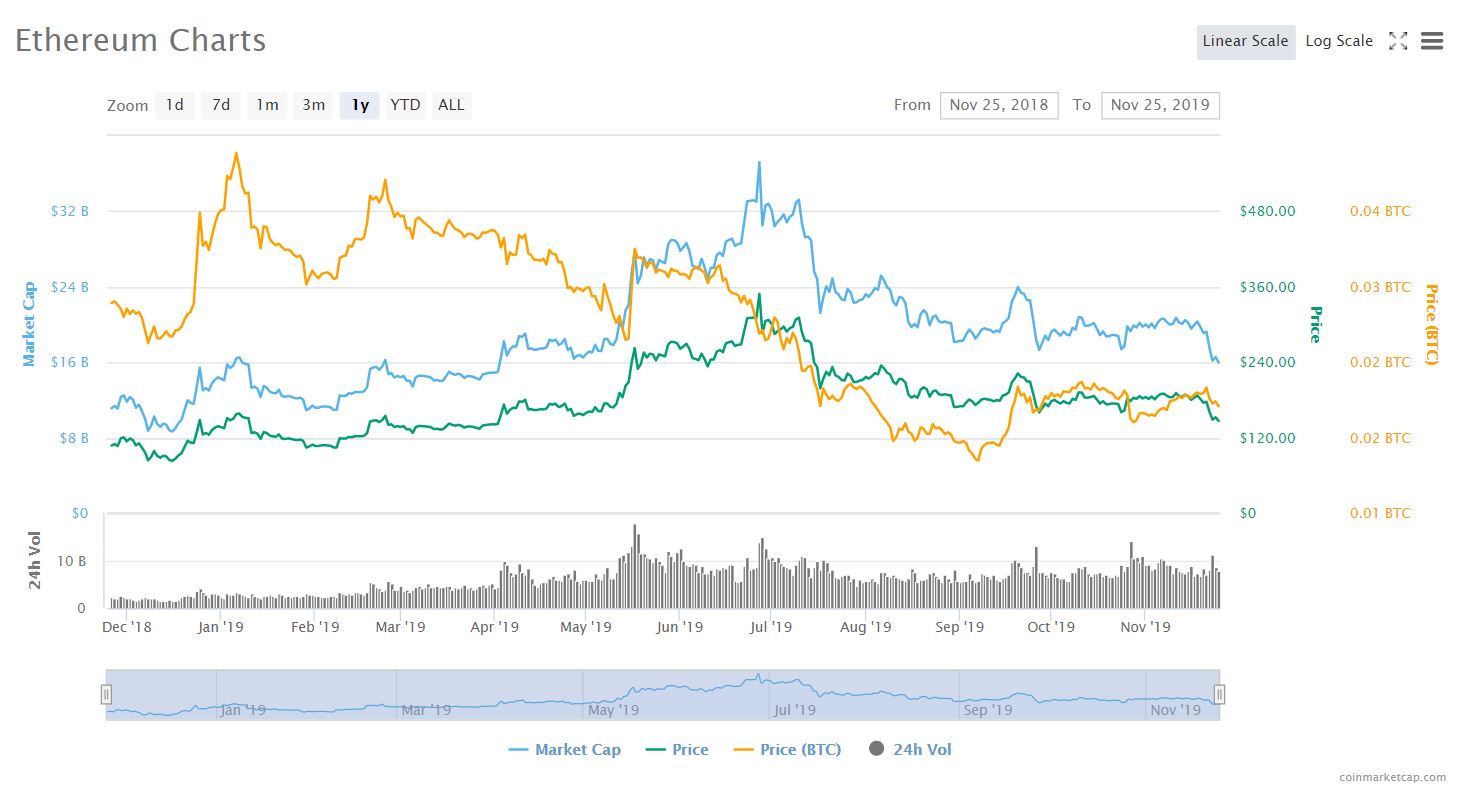 Ethereum Charts
Linear Scale Log Scale
Zoom 1d 7d 1m 3m 1y YTD ALL From Nov 25, 2018 To Nov 25, 2019
$32 B $480.00 0.04 BTC
$24 B $360.00 0.03 BTC
Market Cap Price Price (BTC)
$16 B $240.00 0.02 BTC
$8 B $120.00 0.02 BTC
$0 $0 0.01 BTC
24h Vol
10 B
0
Dec '18 Jan '19 Feb '19 Mar '19 Apr '19 May '19 Jun '19 Jul '19 Aug '19 Sep '19 Oct '19 Nov '19
Jan '19 Mar '19 May '19 Jul '19 Sep '19 Nov '19
Market Cap Price Price (BTC) 24h Vol
coinmarketcap.com